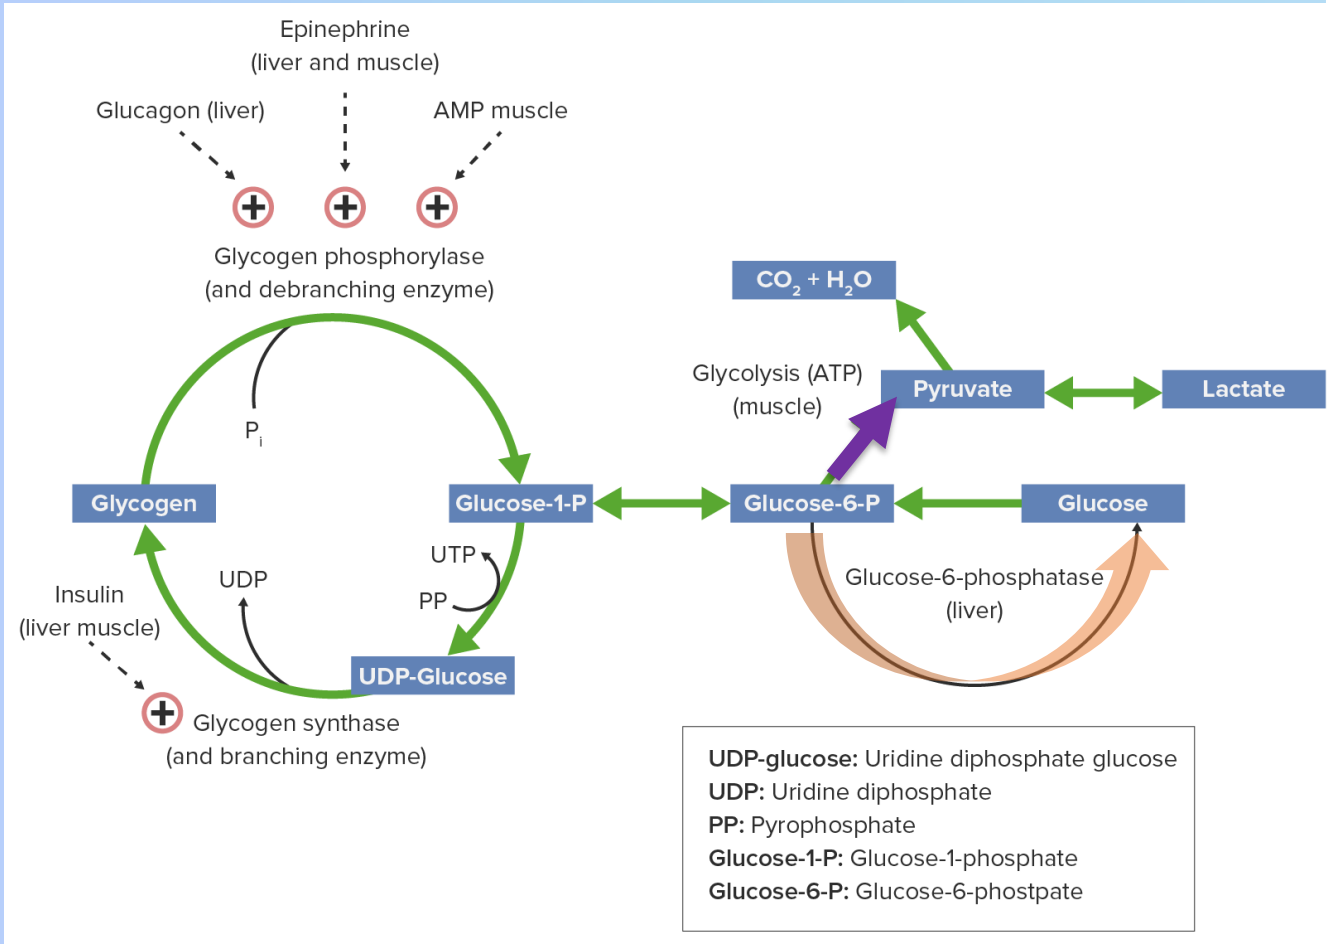 Epinephrine
(liver and muscle)
Glucagon (liver)
AMP muscle
Glycogen phosphorylase
(and debranching enzyme)
CO₂ + H₂O
Glycolysis (ATP)
(muscle)
Pyruvate
Lactate
Pᵢ
Glycogen
Glucose-1-P
Glucose-6-P
Glucose
UTP
PP
UDP
Insulin
(liver muscle)
Glucose-6-phosphatase
(liver)
UDP-Glucose
Glycogen synthase
(and branching enzyme)
UDP-glucose: Uridine diphosphate glucose
UDP: Uridine diphosphate
PP: Pyrophosphate
Glucose-1-P: Glucose-1-phosphate
Glucose-6-P: Glucose-6-phostpate